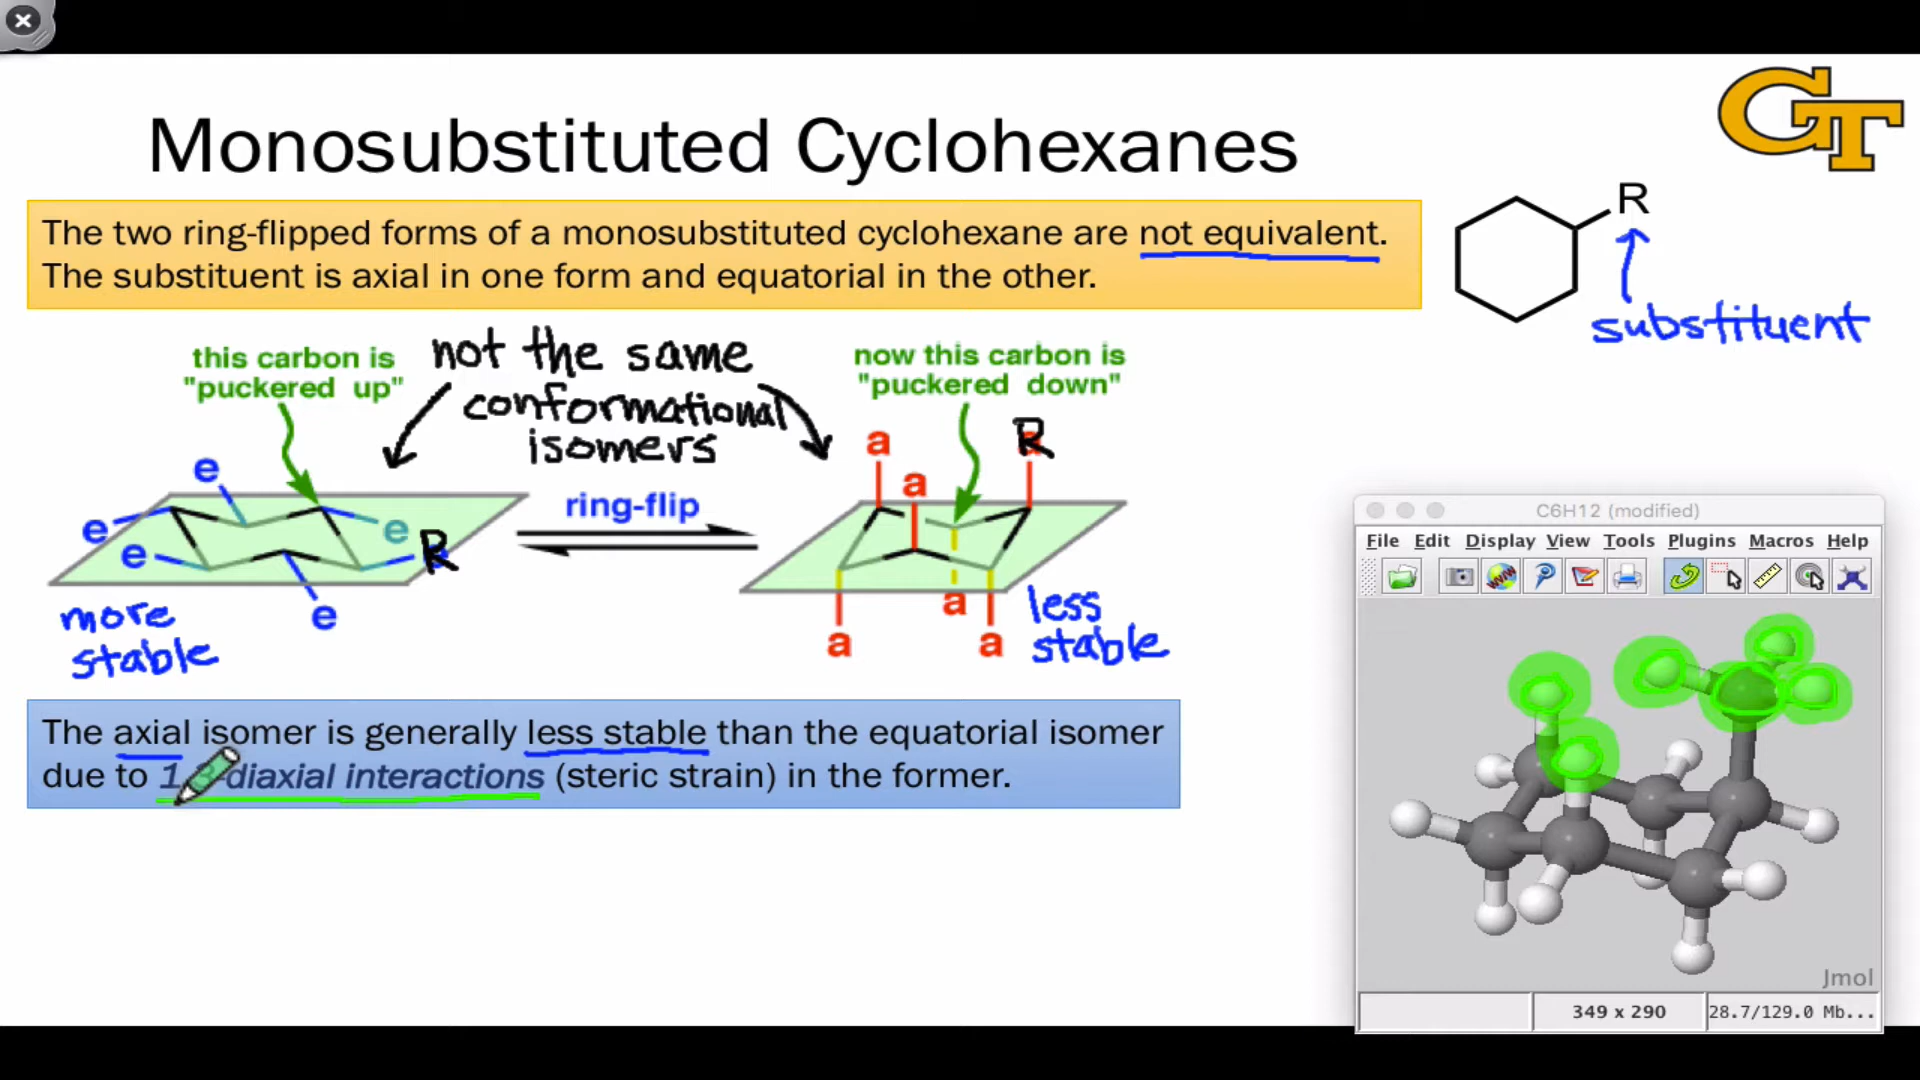 GT
Monosubstituted Cyclohexanes
The two ring-flipped forms of a monosubstituted cyclohexane are not equivalent.
The substituent is axial in one form and equatorial in the other.
R
substituent
this carbon is
"puckered up"
not the same
conformational
isomers
now this carbon is
"puckered down"
e
e
e
e
R
e
more
stable
ring-flip
a
R
a
a
a
a
less
stable
The axial isomer is generally less stable than the equatorial isomer
due to 1,3-diaxial interactions (steric strain) in the former.
C6H12 (modified)
File Edit Display View Tools Plugins Macros Help
WWW
Jmol
349 x 290
28.7/129.0 Mb...